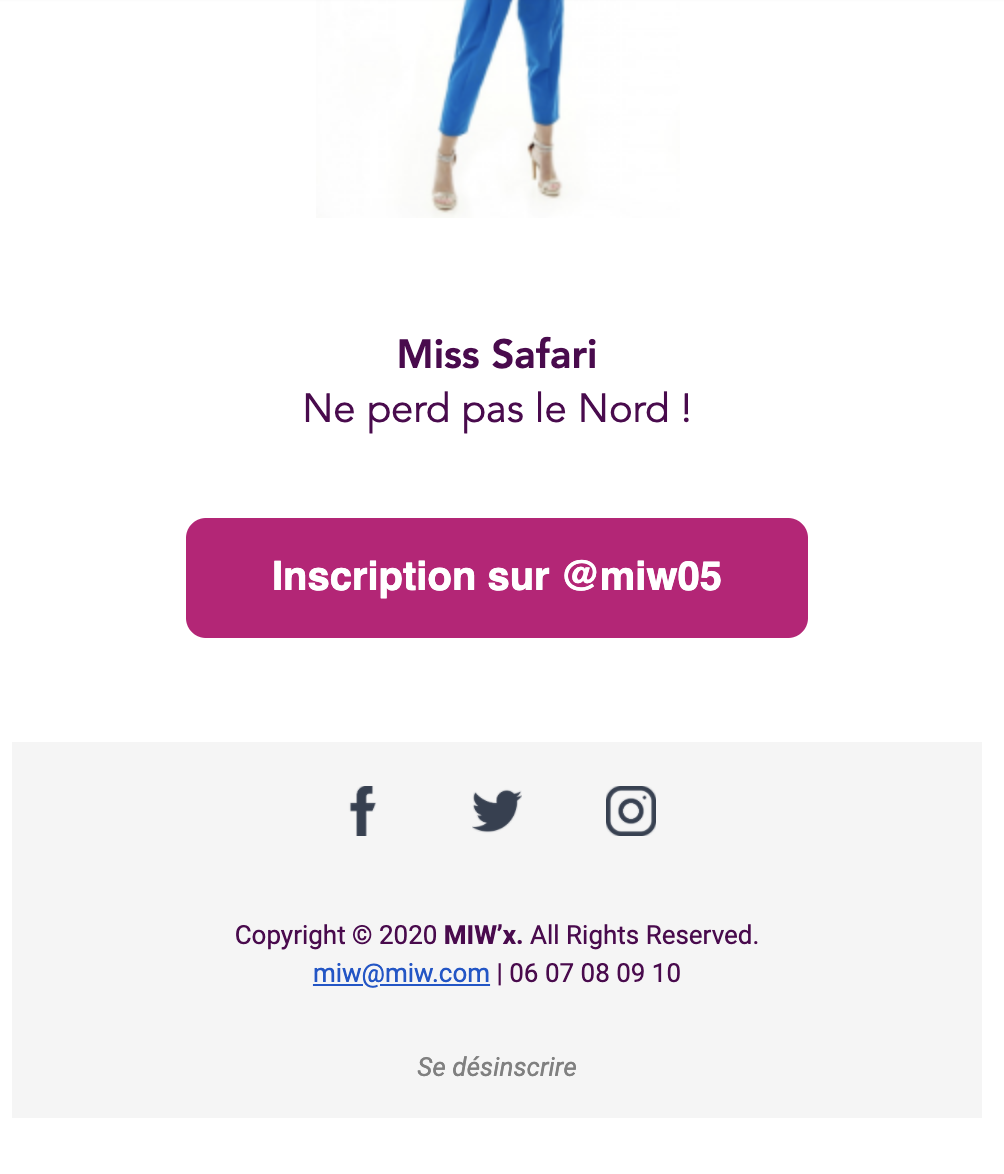 Miss Safari
Ne perd pas le Nord !
Inscription sur @miw05
Copyright © 2020 MIW’x. All Rights Reserved.
miw@miw.com | 06 07 08 09 10
Se désinscrire